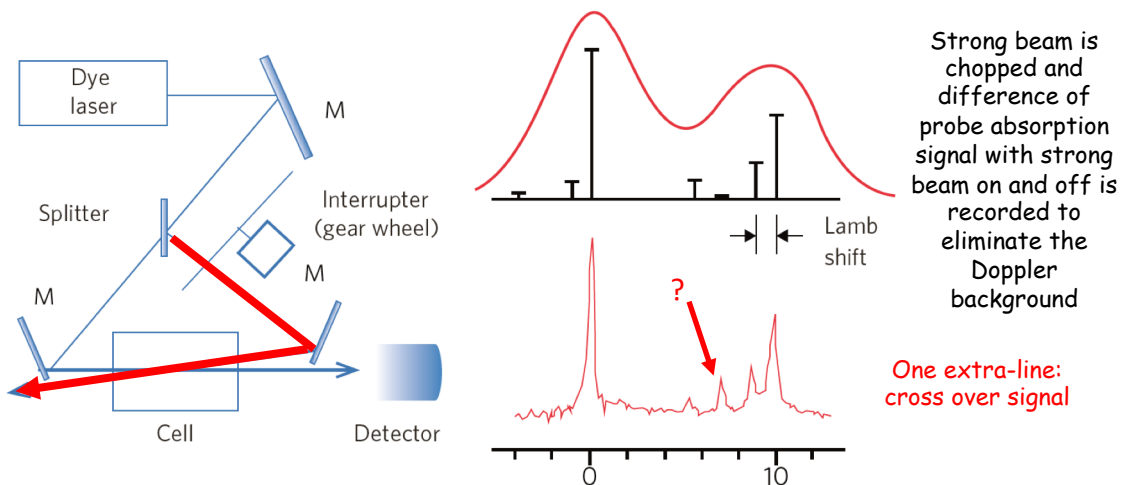 Dye
laser
M
Splitter
Interrupter
(gear wheel)
M
M
Cell
Detector
Lamb
shift
?
0
10
Strong beam is
chopped and
difference of
probe absorption
signal with strong
beam on and off is
recorded to
eliminate the
Doppler
background
One extra-line:
cross over signal